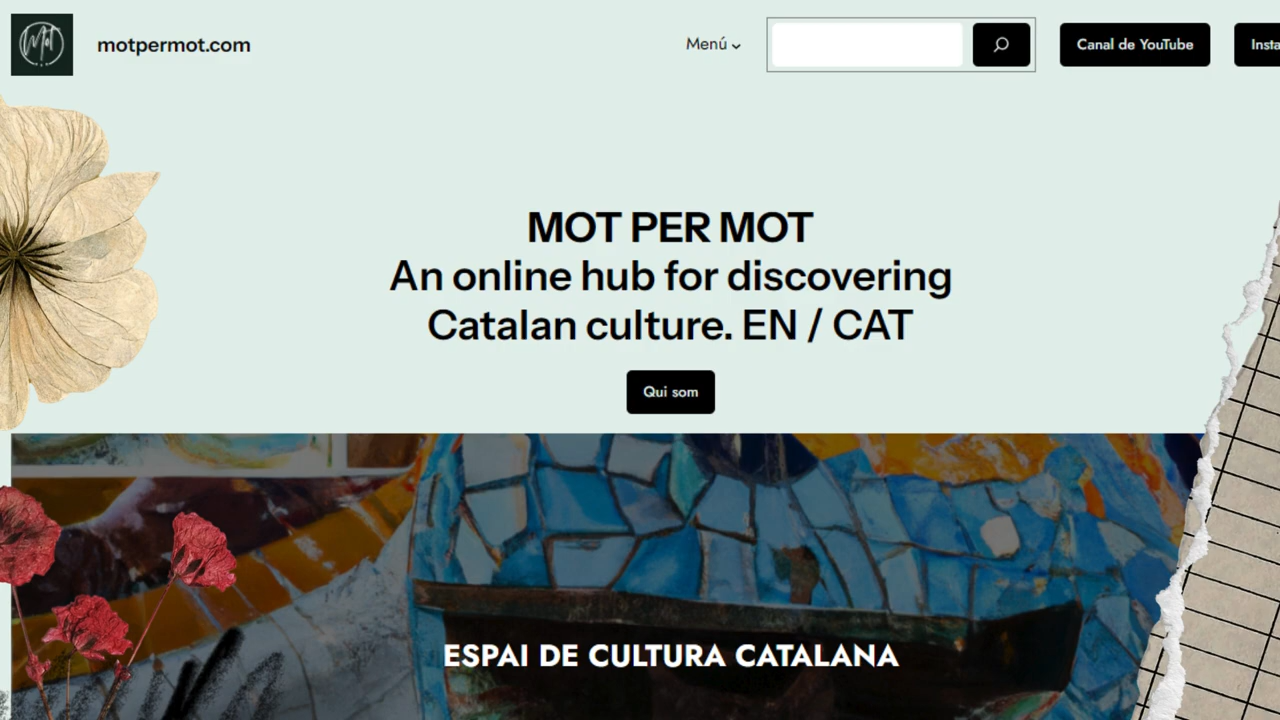 Mot
motpermot.com
Menú
Canal de YouTube
Insta
MOT PER MOT
An online hub for discovering
Catalan culture. EN / CAT
Qui som
ESPAI DE CULTURA CATALANA